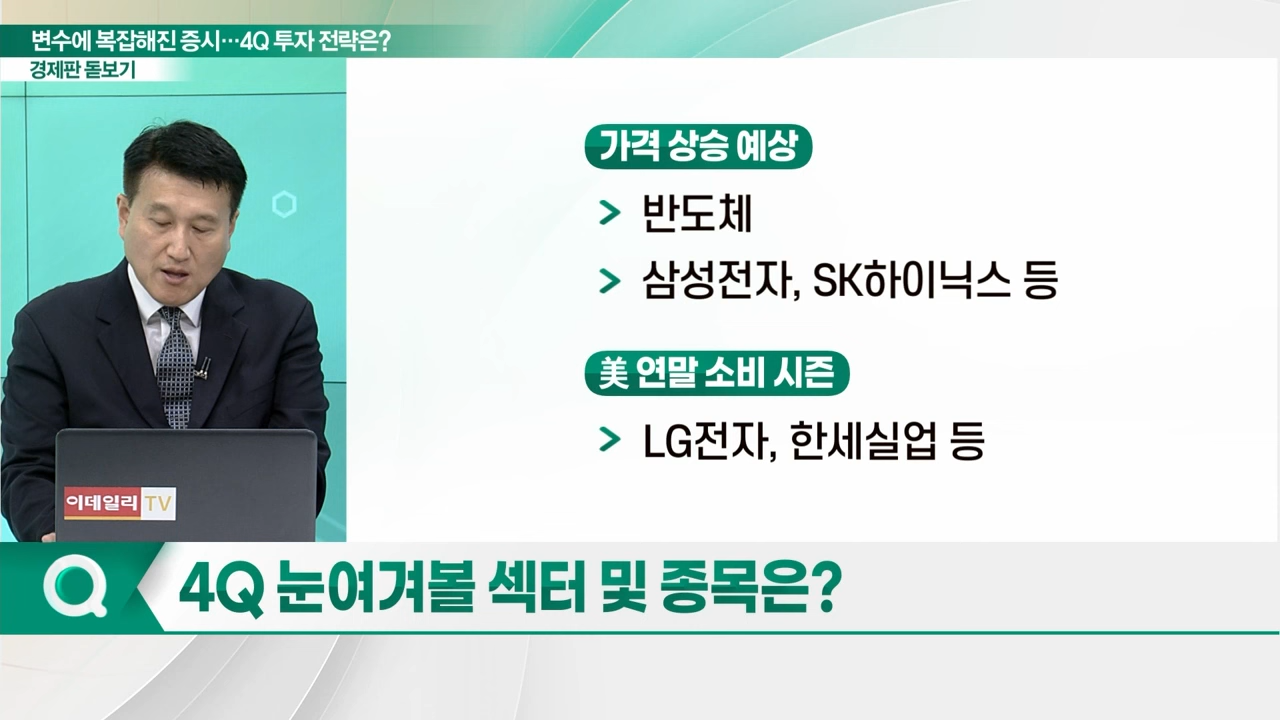 변수에 복잡해진 증시…4Q 투자 전략은?
경제판 돋보기
가격 상승 예상
> 반도체
> 삼성전자, SK하이닉스 등
美 연말 소비 시즌
> LG전자, 한세실업 등
이데일리 TV
4Q 눈여겨볼 섹터 및 종목은?